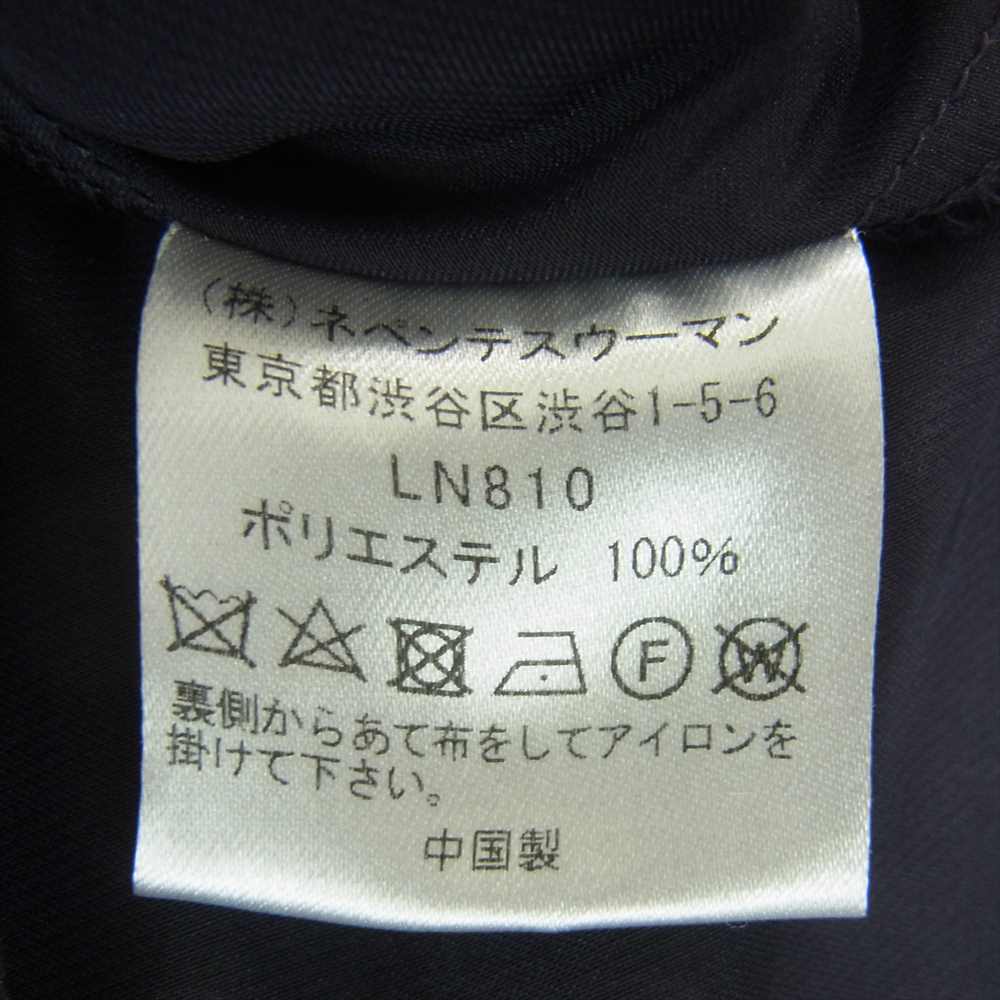 (株)ネペンテスウーマン
東京都渋谷区渋谷1-5-6
LN810
ポリエステル 100%
F W
裏側からあて布をしてアイロンを
掛けて下さい。
中国製